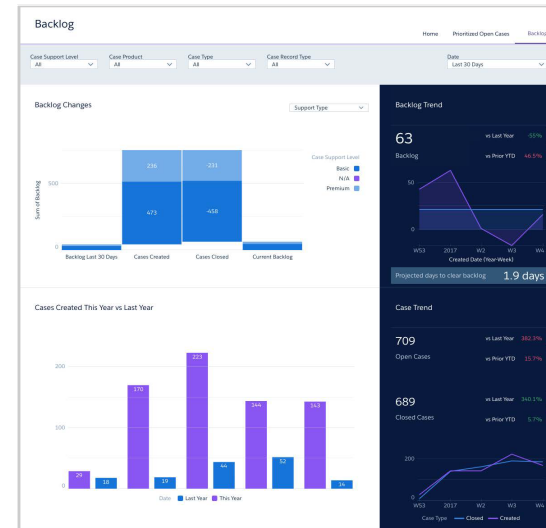 Backlog
Home Prioritized Open Cases Backlog
Case Support Level Case Product Case Type Case Record Type Date
All All All All Last 30 Days
Backlog Changes
Support Type
Case Support Level
Basic
N/A
Premium
Sum of Backlog
500
0
236
-231
473
-458
Backlog Last 30 Days Cases Created Cases Closed Current Backlog
Backlog Trend
63 vs Last Year -55%
Backlog vs Prior YTD 46.5%
50
0
W53 2017 W2 W3 W4
Created Date (Year-Week)
Projected days to clear backlog 1.9 days
Cases Created This Year vs Last Year
200
100
0
29
18
170
19
223
44
144
52
143
14
Date Last Year This Year
Case Trend
709 vs Last Year 382.3%
Open Cases vs Prior YTD 15.7%
689 vs Last Year 340.1%
Closed Cases vs Prior YTD 5.7%
200
0
W53 2017 W2 W3 W4
Case Type Closed Created